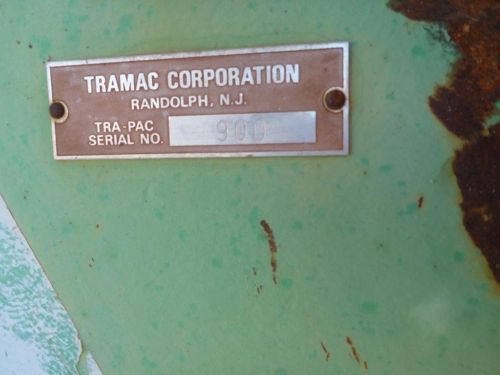 TRAMAC CORPORATION
RANDOLPH, N.J.
TRA-PAC
SERIAL NO. 900